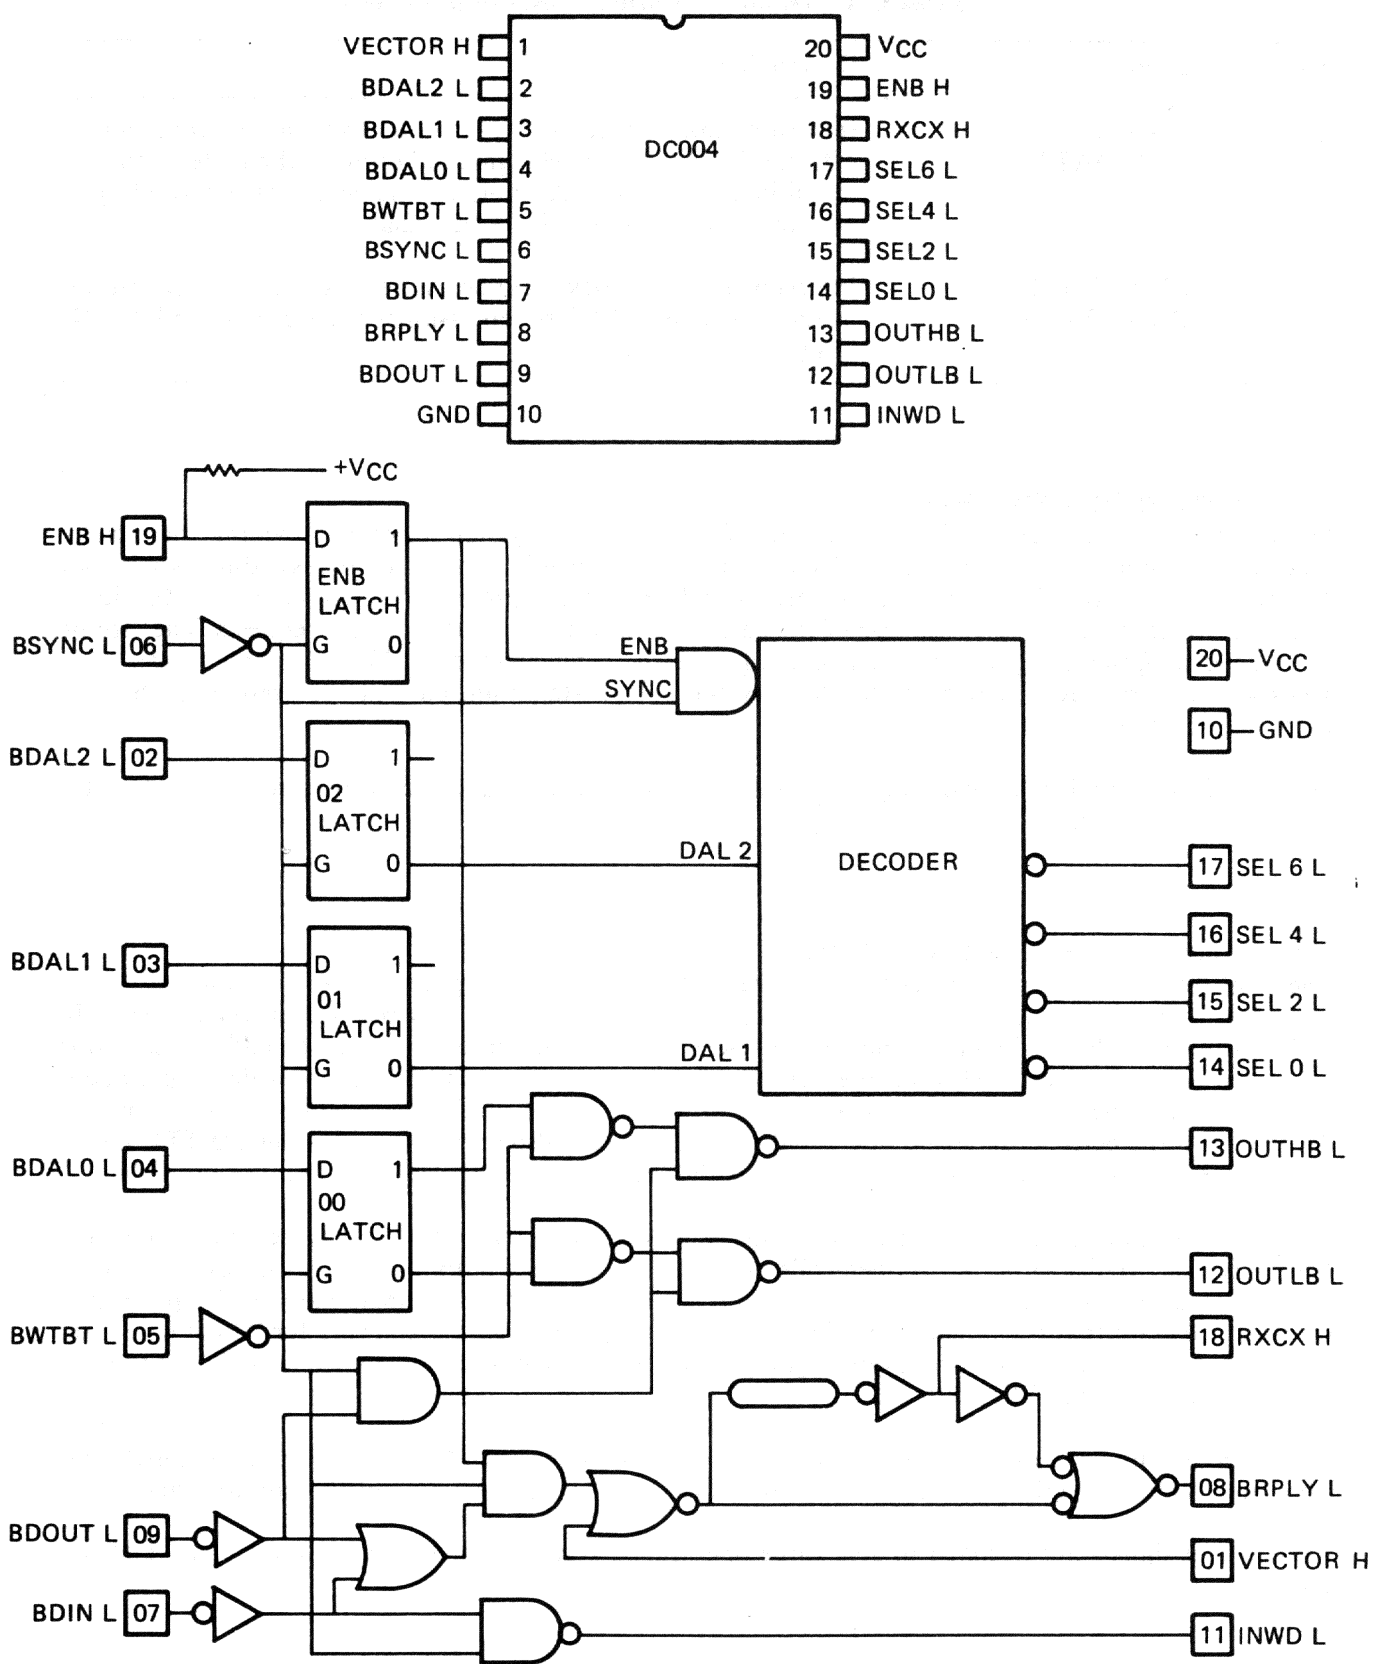 VECTOR H 1 20 VCC
BDAL2 L 2 19 ENB H
BDAL1 L 3 18 RXCX H
DC004
BDAL0 L 4 17 SEL6 L
BWTBT L 5 16 SEL4 L
BSYNC L 6 15 SEL2 L
BDIN L 7 14 SEL0 L
BRPLY L 8 13 OUTHB L
BDOUT L 9 12 OUTLB L
GND 10 11 INWD L
+VCC
ENB H 19 D 1
ENB
LATCH
BSYNC L 06 G 0
ENB
SYNC
20 VCC
10 GND
BDAL2 L 02 D 1
02
LATCH
G 0 DAL 2
DECODER
17 SEL 6 L
16 SEL 4 L
BDAL1 L 03 D 1
01
LATCH
15 SEL 2 L
G 0 DAL 1
14 SEL 0 L
13 OUTHB L
BDAL0 L 04 D 1
00
LATCH
G 0
12 OUTLB L
BWTBT L 05
18 RXCX H
08 BRPLY L
BDOUT L 09
01 VECTOR H
BDIN L 07
11 INWD L